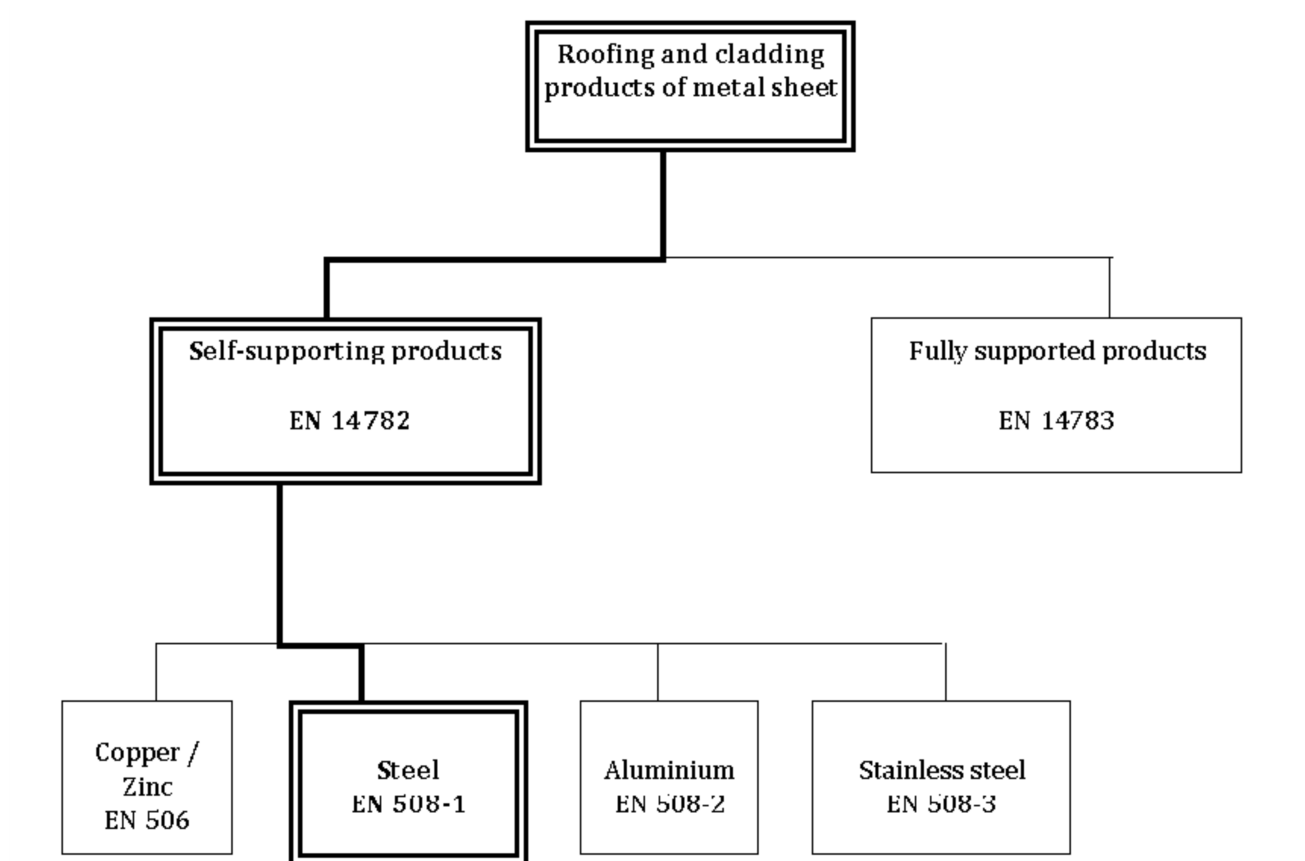 Roofing and cladding
products of metal sheet
Self-supporting products
EN 14782
Fully supported products
EN 14783
Copper /
Zinc
EN 506
Steel
EN 508-1
Aluminium
EN 508-2
Stainless steel
EN 508-3